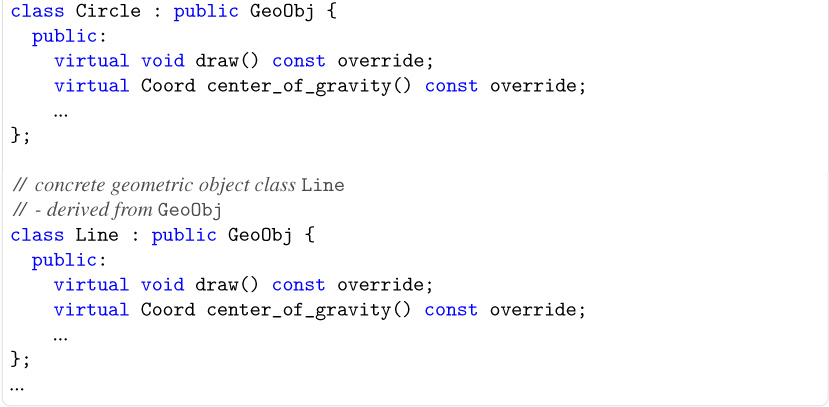 class Circle : public GeoObj {
  public:
    virtual void draw() const override;
    virtual Coord center_of_gravity() const override;
    ...
};

// concrete geometric object class Line
// - derived from GeoObj
class Line : public GeoObj {
  public:
    virtual void draw() const override;
    virtual Coord center_of_gravity() const override;
    ...
};
...